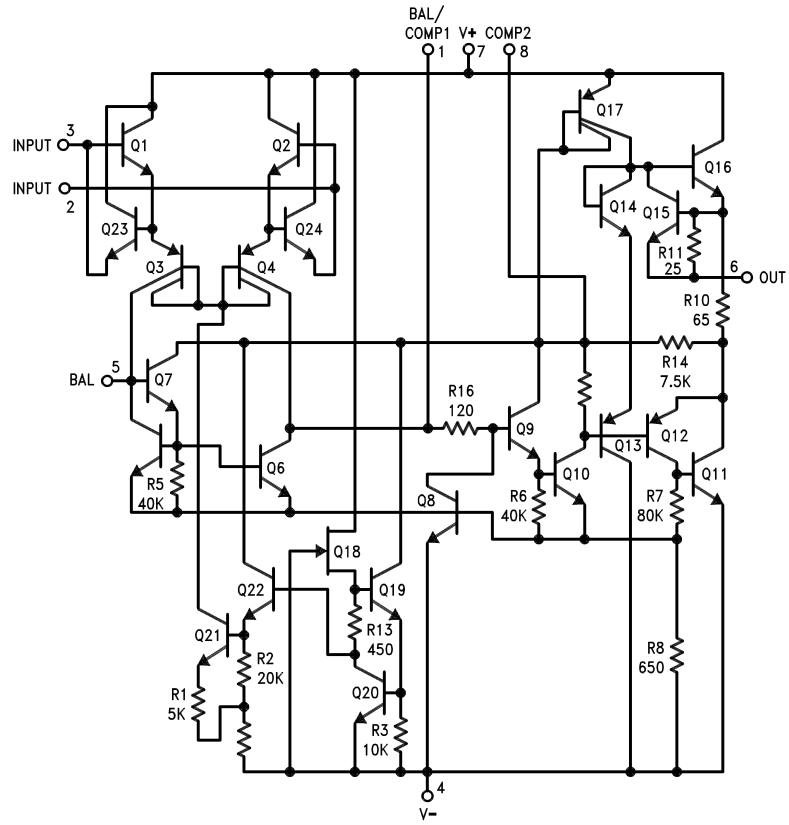 BAL/
COMP1 V+ COMP2
1 7 8
Q17
3
INPUT
Q1
Q2
Q16
INPUT
2
Q14
Q15
Q23
Q24
R11
25
Q3
Q4
6
OUT
R10
65
5
BAL
Q7
R14
7.5K
R16
120
Q9
Q13
Q12
Q6
Q10
Q11
R5
40K
Q8
R6
40K
R7
80K
Q18
Q22
Q19
Q21
R13
450
R2
20K
R8
650
R1
5K
Q20
R3
10K
4
V−